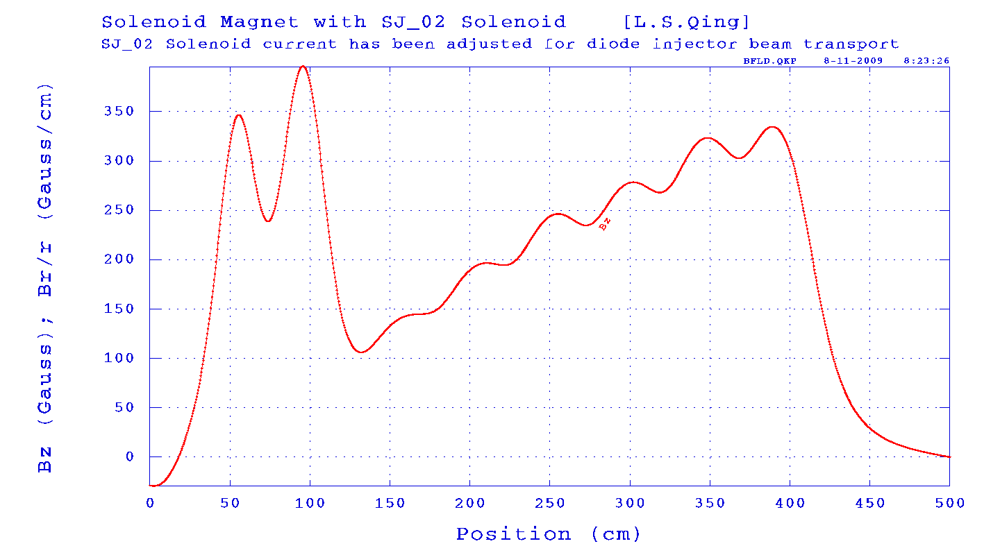 Solenoid Magnet with SJ_02 Solenoid [L.S.Qing]
SJ_02 Solenoid current has been adjusted for diode injector beam transport
BFLD.QKP 8-11-2009 8:23:26
Bz (Gauss); Br/r (Gauss/cm)
350
300
250
200
150
100
50
0
Bz
0 50 100 150 200 250 300 350 400 450 500
Position (cm)